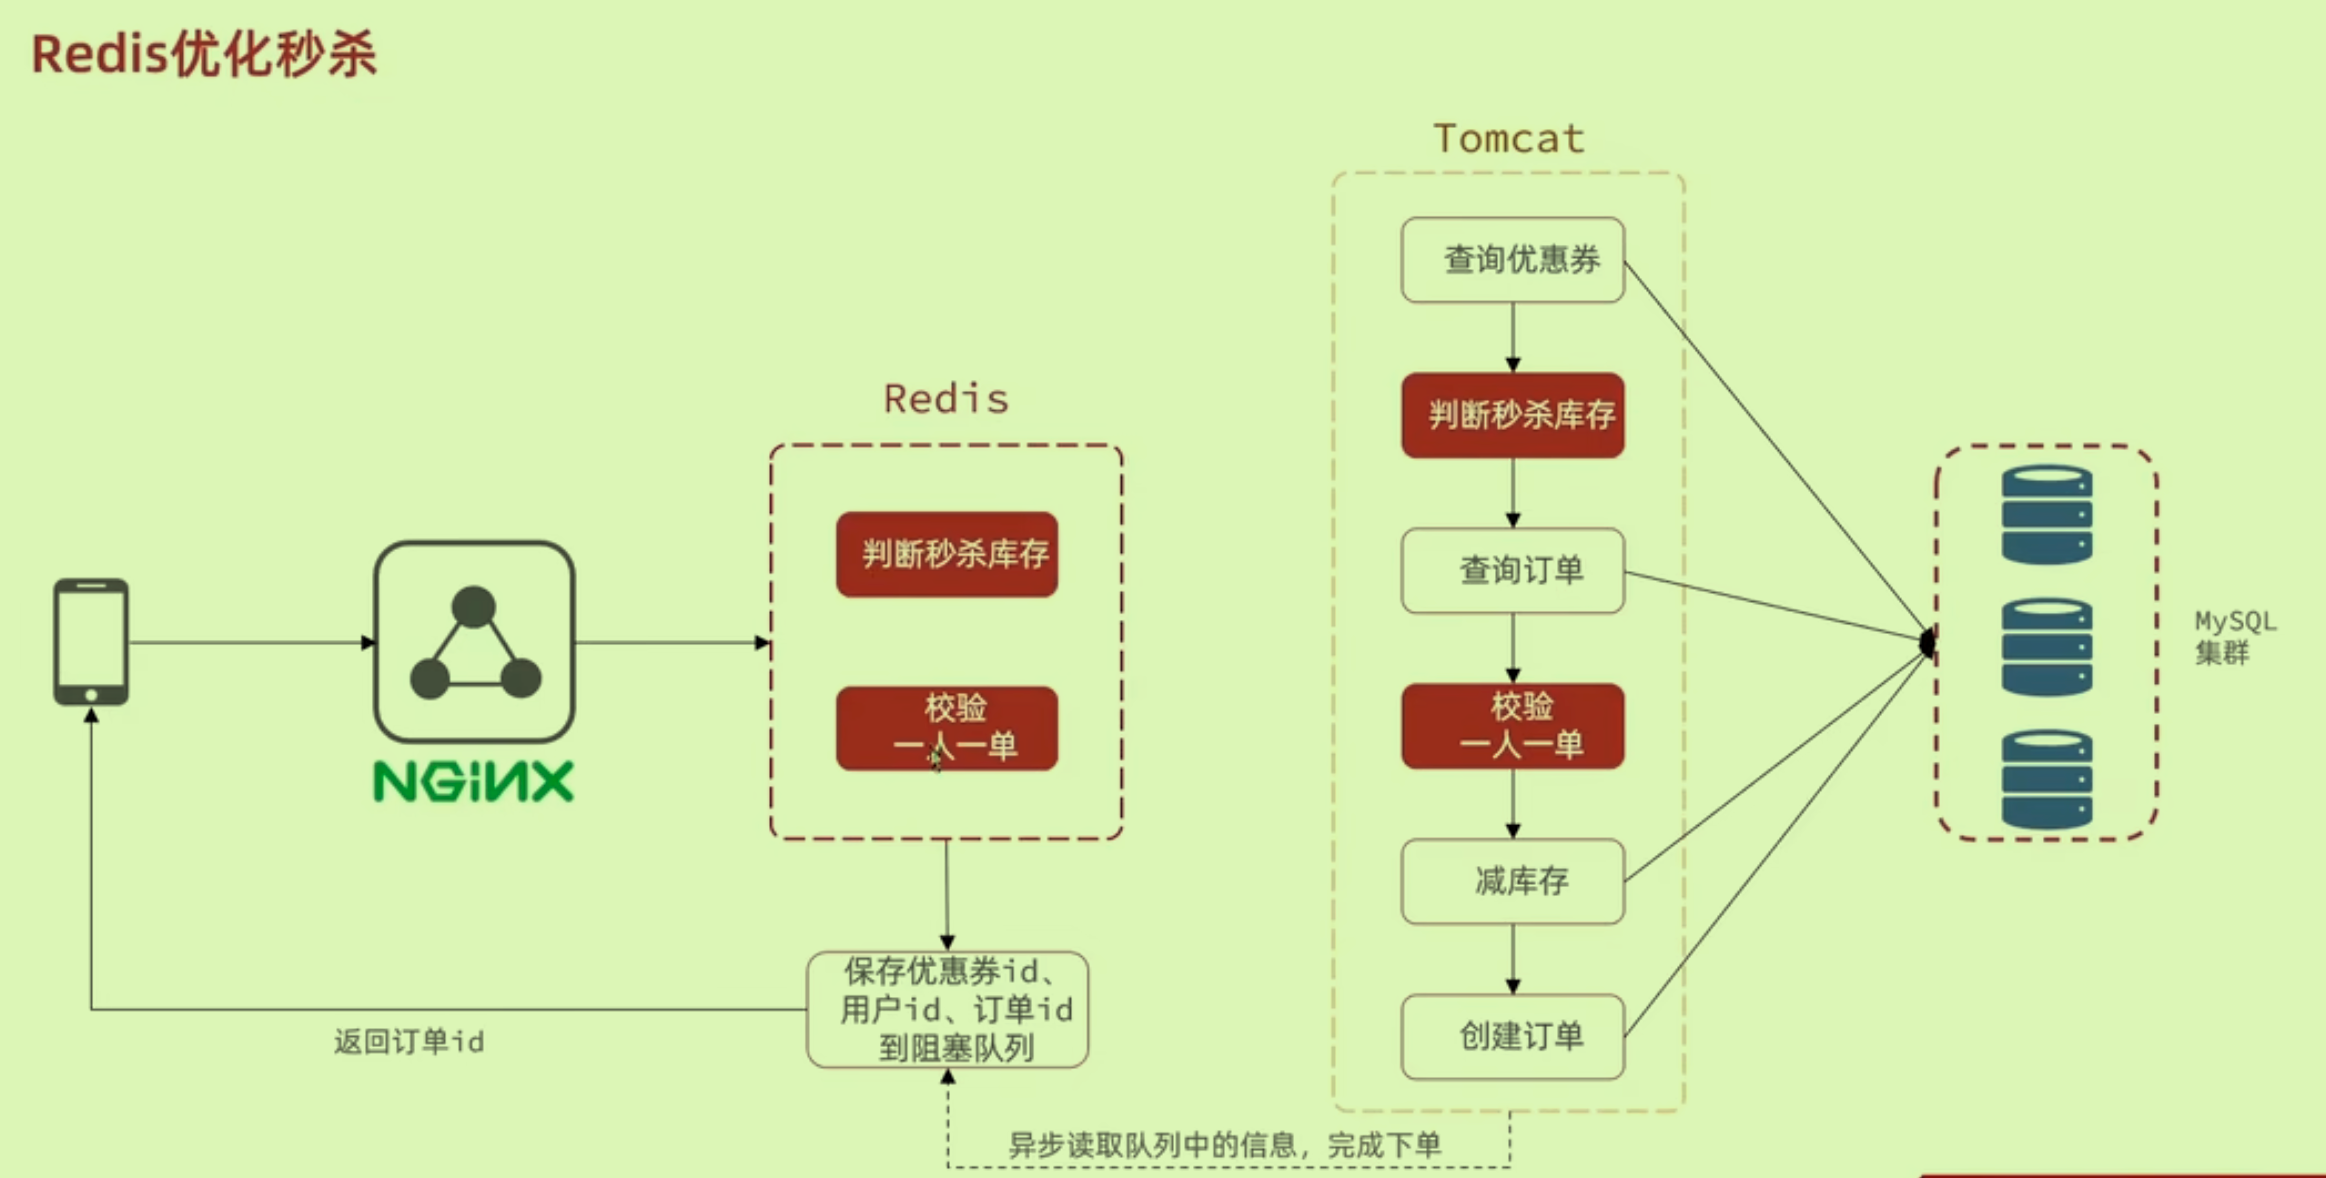 Redis优化秒杀
Tomcat
查询优惠券
判断秒杀库存
查询订单
校验
一人一单
减库存
创建订单
Redis
判断秒杀库存
校验
一人一单
NGiNX
MySQL
集群
保存优惠券id、
用户id、订单id
到阻塞队列
返回订单id
异步读取队列中的信息，完成下单